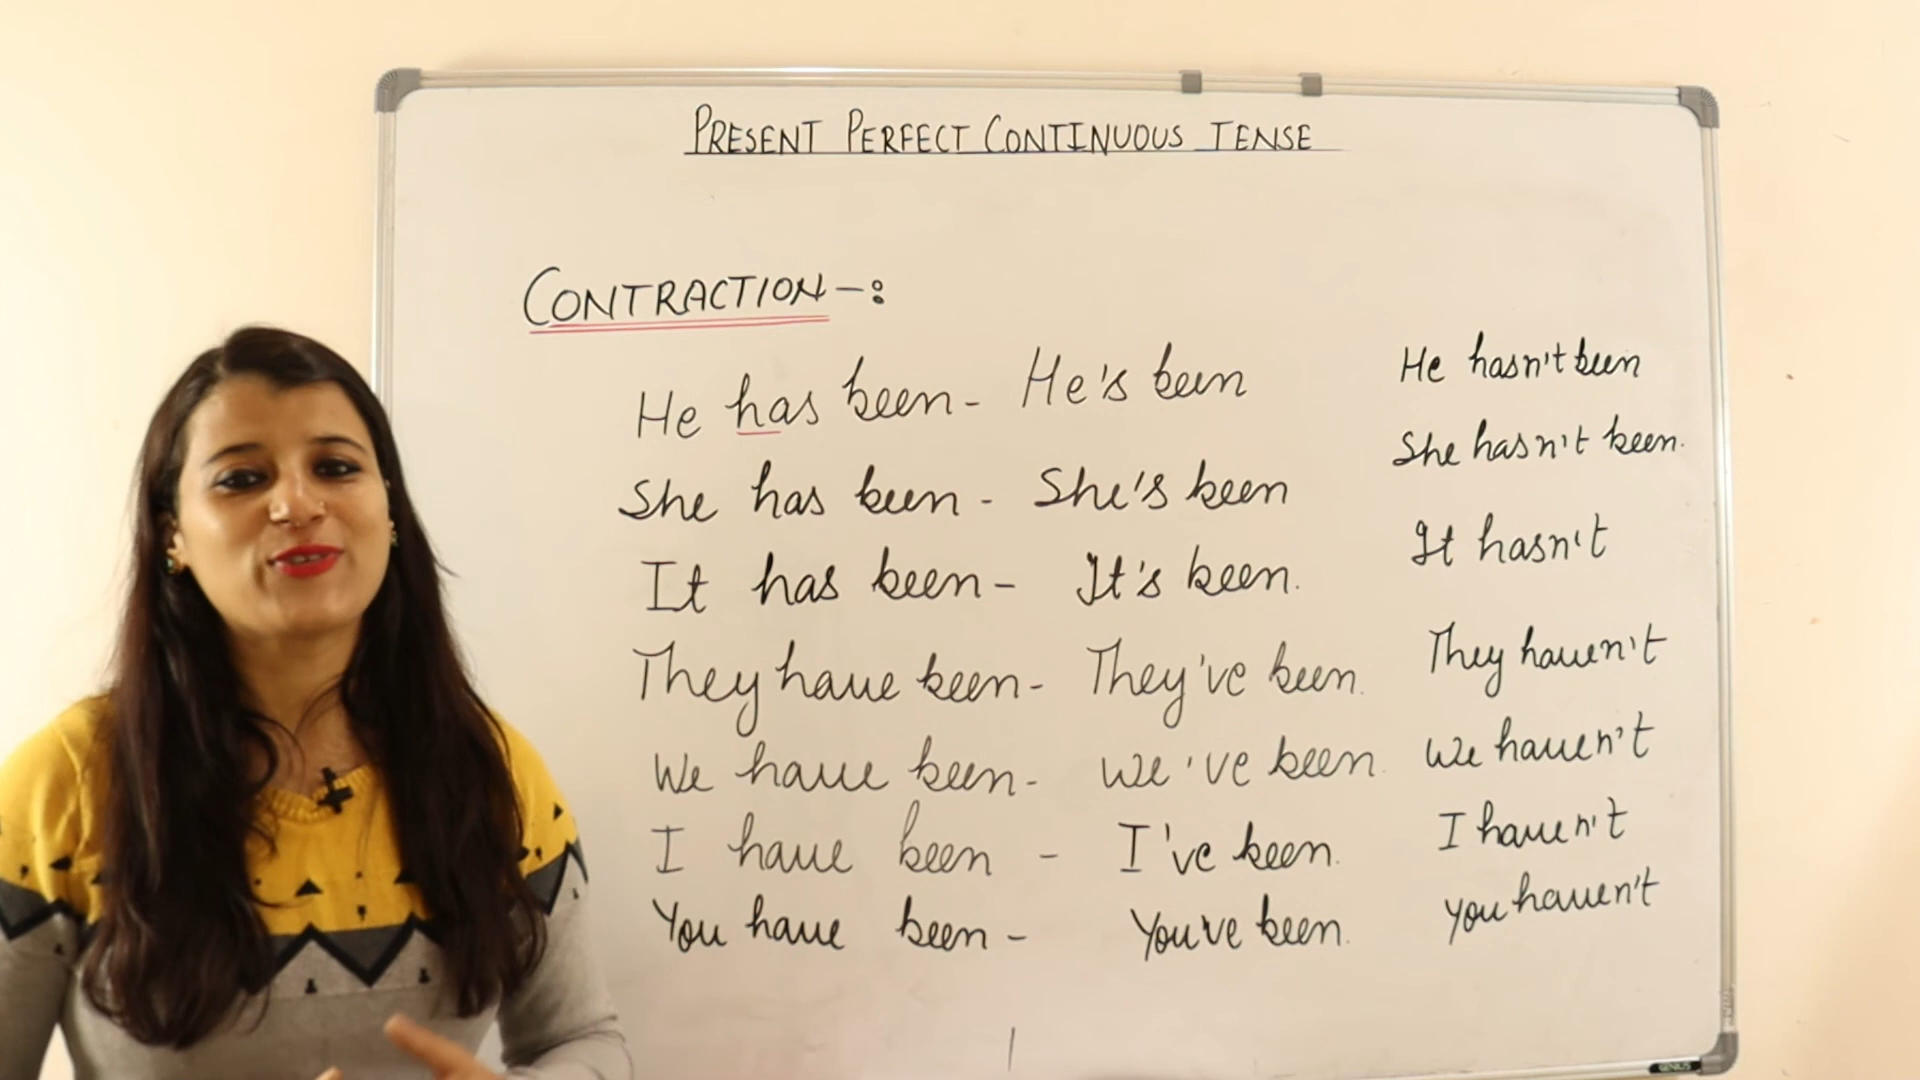 PRESENT PERFECT CONTINUOUS TENSE
CONTRACTION-:
He has been - He's been He hasn't been
She has been - She's been She hasn't been.
It has been - It's been. It hasn't
They have been - They've been. They haven't
We have been - We've been. We haven't
I have been - I've been. I haven't
You have been - You've been. You haven't
GENIUS